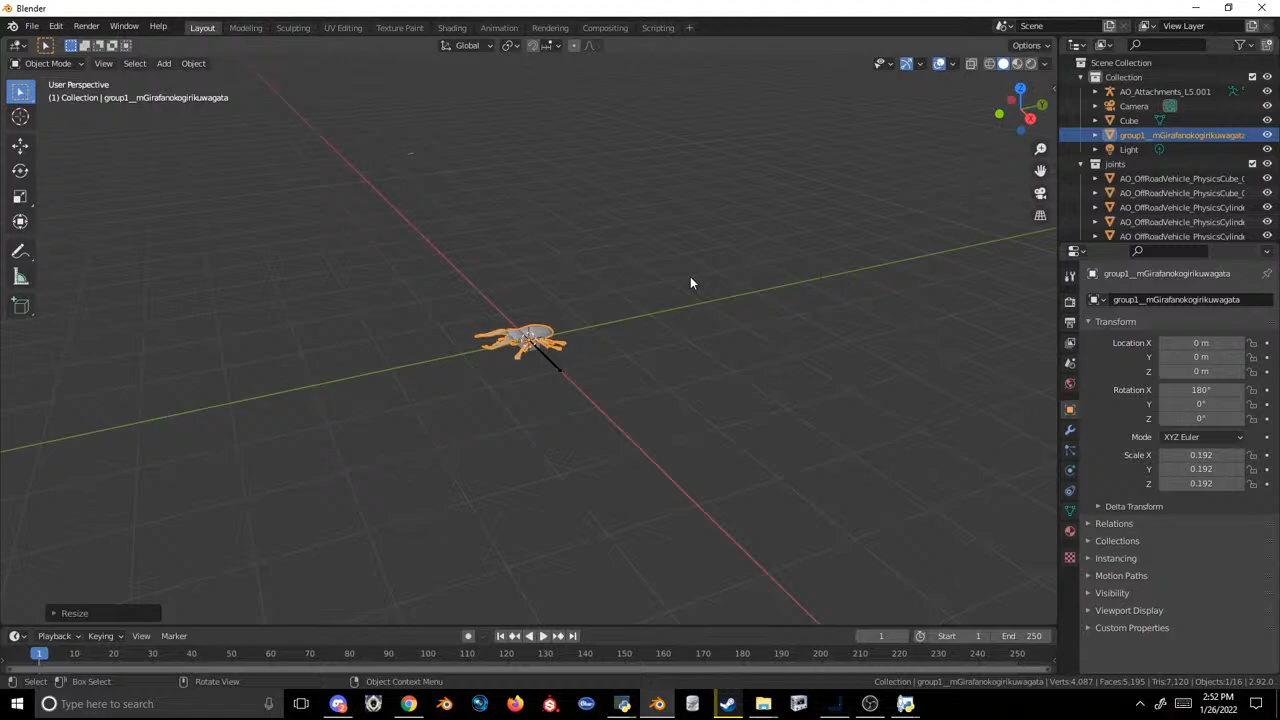 Blender
File Edit Render Window Help
Layout Modeling Sculpting UV Editing Texture Paint Shading Animation Rendering Compositing Scripting +
Scene
View Layer
Global
Options
Object Mode View Select Add Object
User Perspective
(1) Collection | group1__mGirafanokogirikuwagata
Z
Y
X
Scene Collection
Collection
AO_Attachments_L5.001
Camera
Cube
group1__mGirafanokogirikuwagata
Light
joints
AO_OffRoadVehicle_PhysicsCube_0
AO_OffRoadVehicle_PhysicsCube_0
AO_OffRoadVehicle_PhysicsCylinde
AO_OffRoadVehicle_PhysicsCylinde
AO_OffRoadVehicle_PhysicsCylinde
group1__mGirafanokogirikuwagata
group1__mGirafanokogirikuwagata
Transform
Location X 0 m
Y 0 m
Z 0 m
Rotation X 180°
Y 0°
Z 0°
Mode XYZ Euler
Scale X 0.192
Y 0.192
Z 0.192
Delta Transform
Relations
Collections
Instancing
Motion Paths
Visibility
Viewport Display
Custom Properties
Resize
Playback Keying View Marker
1 Start 1 End 250
1 10 20 30 40 50 60 70 80 90 100 110 120 130 140 150 160 170 180 190 200 210 220 230 240 250
Select Box Select Rotate View Object Context Menu
Collection | group1__mGirafanokogirikuwagata | Verts:4,087 | Faces:5,195 | Tris:7,120 | Objects:1/16 | 2.92.0
Type here to search
2:52 PM
1/26/2022